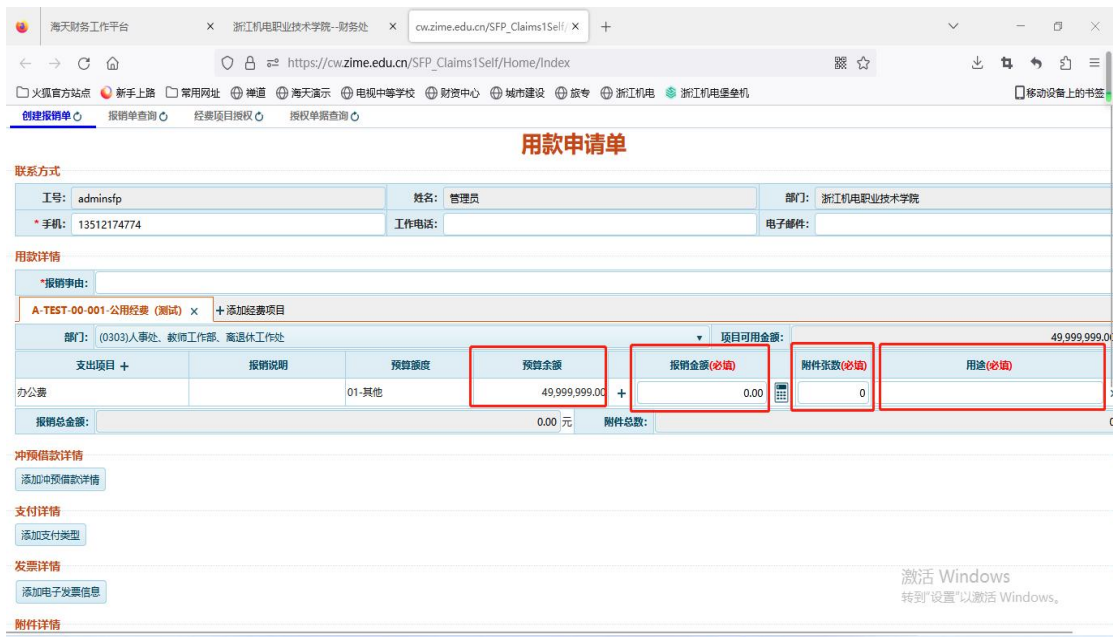 海天财务工作平台 × 浙江机电职业技术学院--财务处 × cw.zime.edu.cn/SFP_Claims1Self/ × +
https://cw.zime.edu.cn/SFP_Claims1Self/Home/Index
火狐官方站点 新手上路 常用网址 禅道 海天演示 电视中等学校 财资中心 城市建设 旅专 浙江机电 浙江机电堡垒机 移动设备上的书签
创建报销单 报销单查询 经费项目授权 授权单据查询
用款申请单
联系方式
工号: adminsfp 姓名: 管理员 部门: 浙江机电职业技术学院
* 手机: 13512174774 工作电话: 电子邮件:
用款详情
*报销事由:
A-TEST-00-001-公用经费（测试） × +添加经费项目
部门: (0303)人事处、教师工作部、离退休工作处 项目可用金额: 49,999,999.00
支出项目 + 报销说明 预算额度 预算余额 报销金额(必填) 附件张数(必填) 用途(必填)
办公费 01-其他 49,999,999.00 + 0.00 0
报销总金额: 0.00 元 附件总数: 0
冲预借款详情
添加冲预借款详情
支付详情
添加支付类型
发票详情
添加电子发票信息
激活 Windows
转到"设置"以激活 Windows。
附件详情